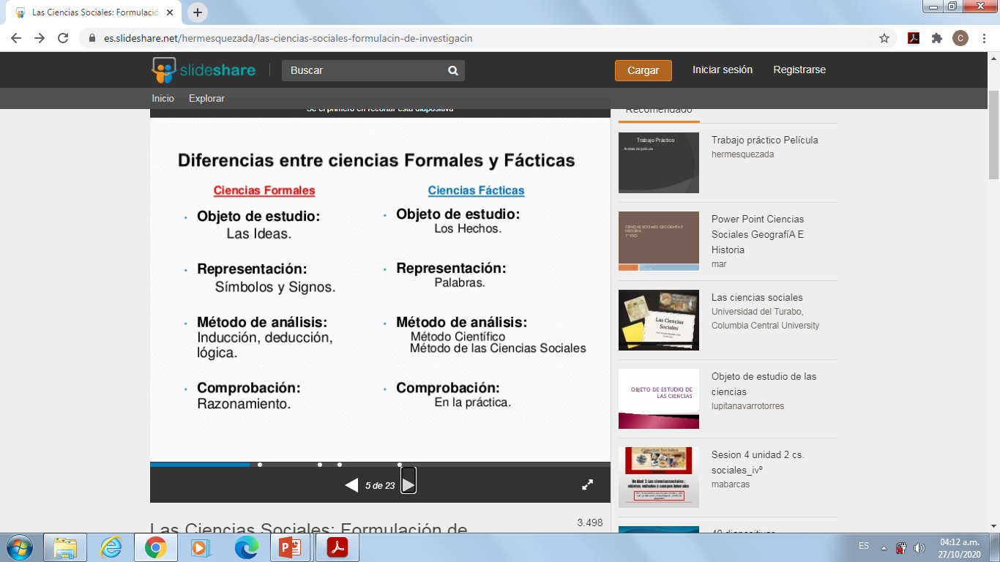 Las Ciencias Sociales: Formulació
es.slideshare.net/hermesquezada/las-ciencias-sociales-formulacin-de-investigacin
C
slideshare
Buscar
Cargar
Iniciar sesión
Registrarse
Inicio
Explorar
Sé el primero en recortar esta diapositiva
Diferencias entre ciencias Formales y Fácticas
Ciencias Formales
• Objeto de estudio:
Las Ideas.
• Representación:
Símbolos y Signos.
• Método de análisis:
Inducción, deducción,
lógica.
• Comprobación:
Razonamiento.
Ciencias Fácticas
• Objeto de estudio:
Los Hechos.
• Representación:
Palabras.
• Método de análisis:
Método Científico
Método de las Ciencias Sociales
• Comprobación:
En la práctica.
5 de 23
Las Ciencias Sociales: Formulación de
3.498
Recomendado
Trabajo Práctico
Análisis de película
Trabajo práctico Película
hermesquezada
CIENCIAS SOCIALES GEOGRAFÍA E
HISTORIA
1º ESO
Power Point Ciencias
Sociales GeografíA E
Historia
mar
Las Ciencias
Sociales
Las ciencias sociales
Universidad del Turabo,
Columbia Central University
OBJETO DE ESTUDIO DE
LAS CIENCIAS
Objeto de estudio de las
ciencias
lupitanavarrotorres
Ciencias Sociales
Unidad 2: Las ciencias sociales:
objetos, métodos y campos laborales
Sesion 4 unidad 2 cs.
sociales_ivº
mabarcas
40 diapositivas
ES
04:12 a.m.
27/10/2020